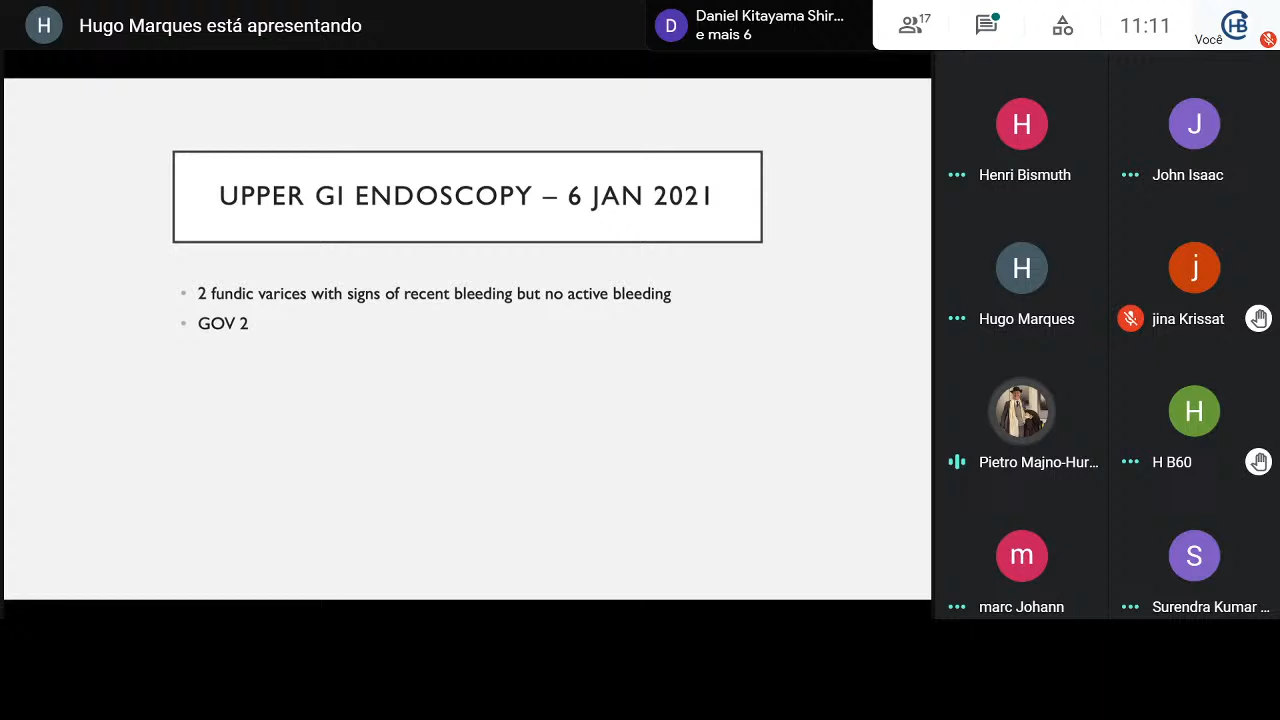 H
Hugo Marques está apresentando
D
Daniel Kitayama Shir...
e mais 6
17
11:11
Você
HB
UPPER GI ENDOSCOPY – 6 JAN 2021
• 2 fundic varices with signs of recent bleeding but no active bleeding
• GOV 2
H
Henri Bismuth
J
John Isaac
H
Hugo Marques
j
jina Krissat
Pietro Majno-Hur...
H
H B60
m
marc Johann
S
Surendra Kumar ...